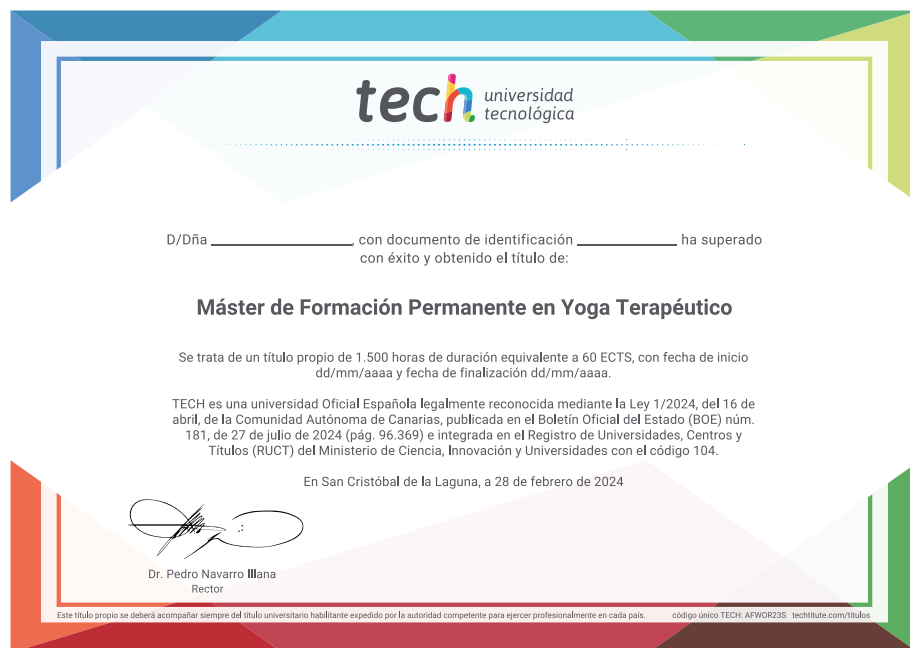 tech universidad
tecnológica
D/Dña ______________, con documento de identificación __________ ha superado
con éxito y obtenido el título de:
Máster de Formación Permanente en Yoga Terapéutico
Se trata de un título propio de 1.500 horas de duración equivalente a 60 ECTS, con fecha de inicio
dd/mm/aaaa y fecha de finalización dd/mm/aaaa.
TECH es una universidad Oficial Española legalmente reconocida mediante la Ley 1/2024, del 16 de
abril, de la Comunidad Autónoma de Canarias, publicada en el Boletín Oficial del Estado (BOE) núm.
181, de 27 de julio de 2024 (pág. 96.369) e integrada en el Registro de Universidades, Centros y
Títulos (RUCT) del Ministerio de Ciencia, Innovación y Universidades con el código 104.
En San Cristóbal de la Laguna, a 28 de febrero de 2024
Dr. Pedro Navarro Illana
Rector
Este título propio se deberá acompañar siempre del título universitario habilitante expedido por la autoridad competente para ejercer profesionalmente en cada país. código único TECH: AFWOR23S techtitute.com/titulos